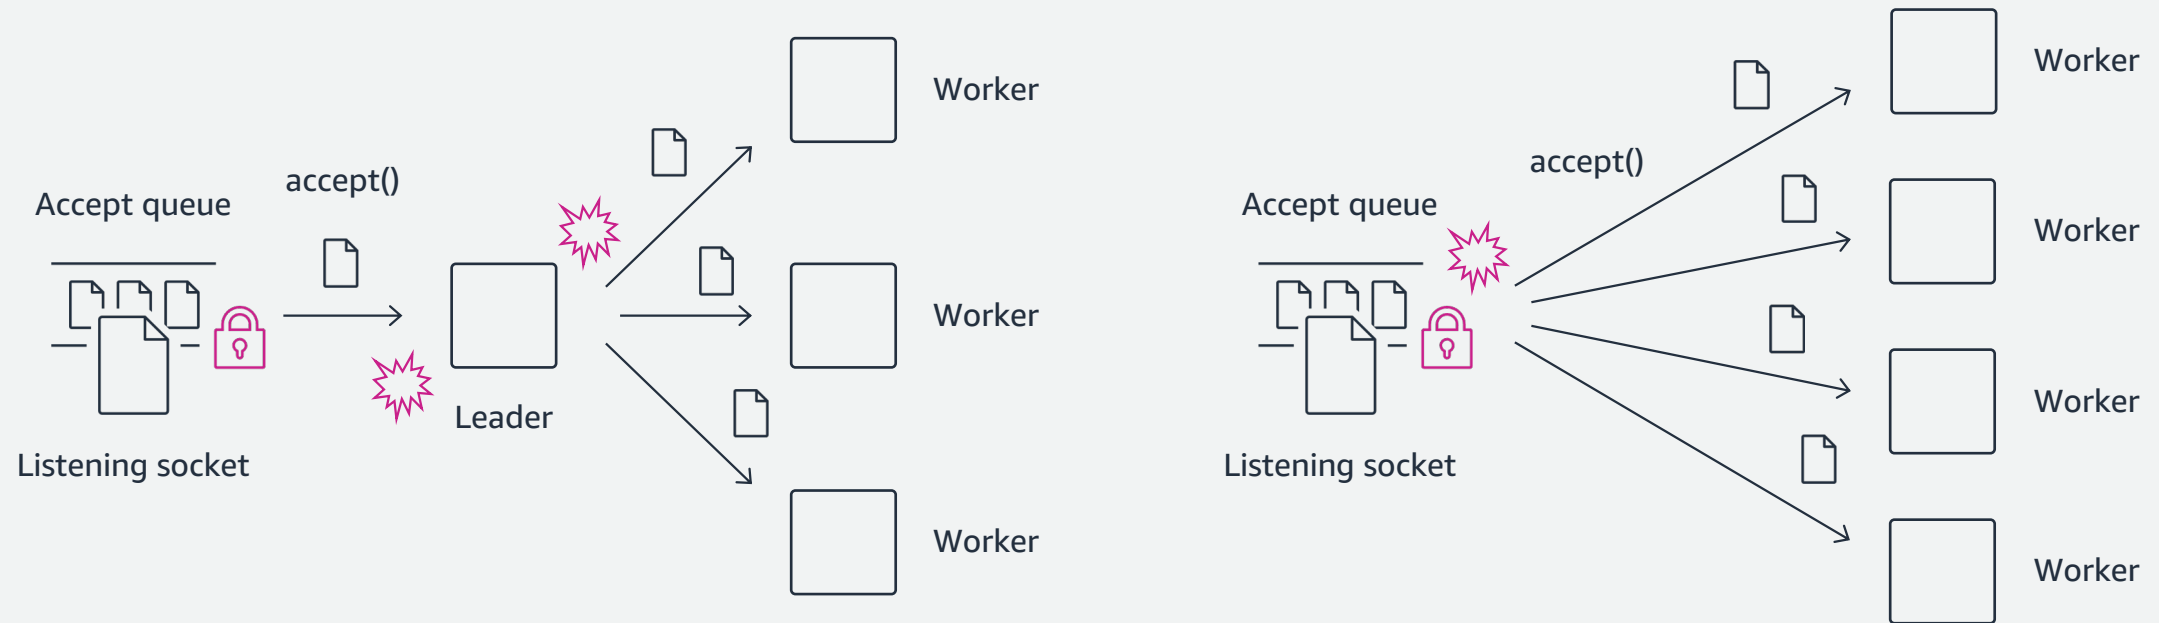 Worker
accept()
Accept queue
Worker
Leader
Listening socket
Worker
Worker
accept()
Accept queue
Worker
Worker
Listening socket
Worker